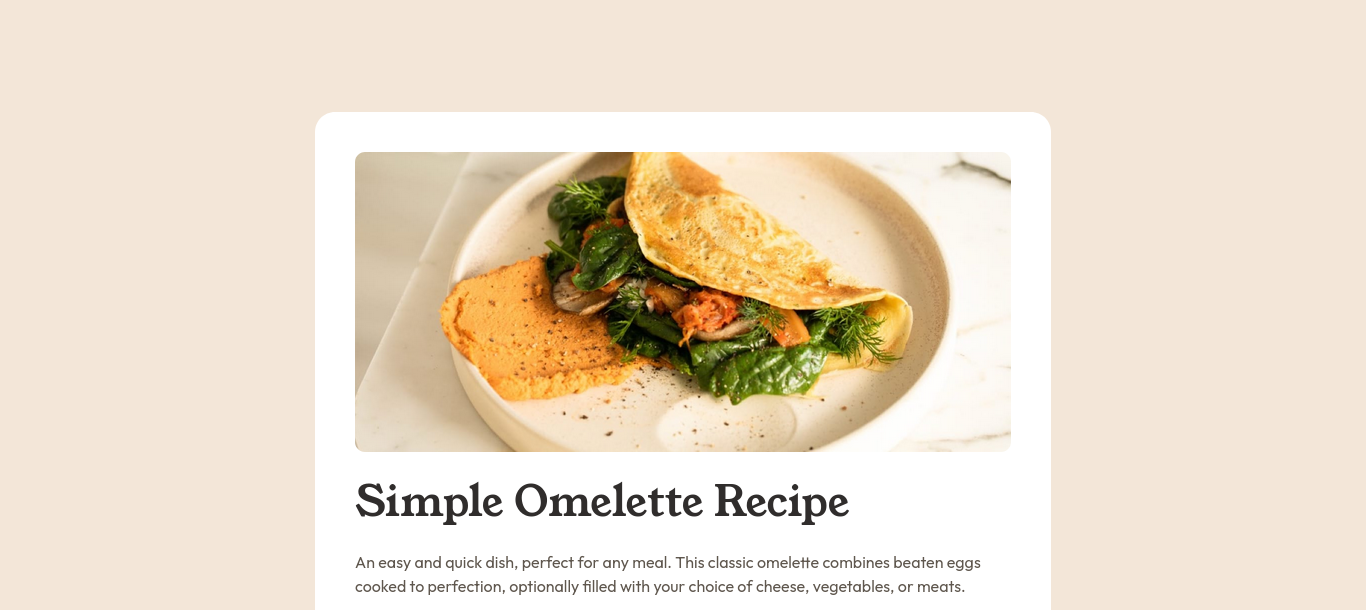 Simple Omelette Recipe
An easy and quick dish, perfect for any meal. This classic omelette combines beaten eggs
cooked to perfection, optionally filled with your choice of cheese, vegetables, or meats.